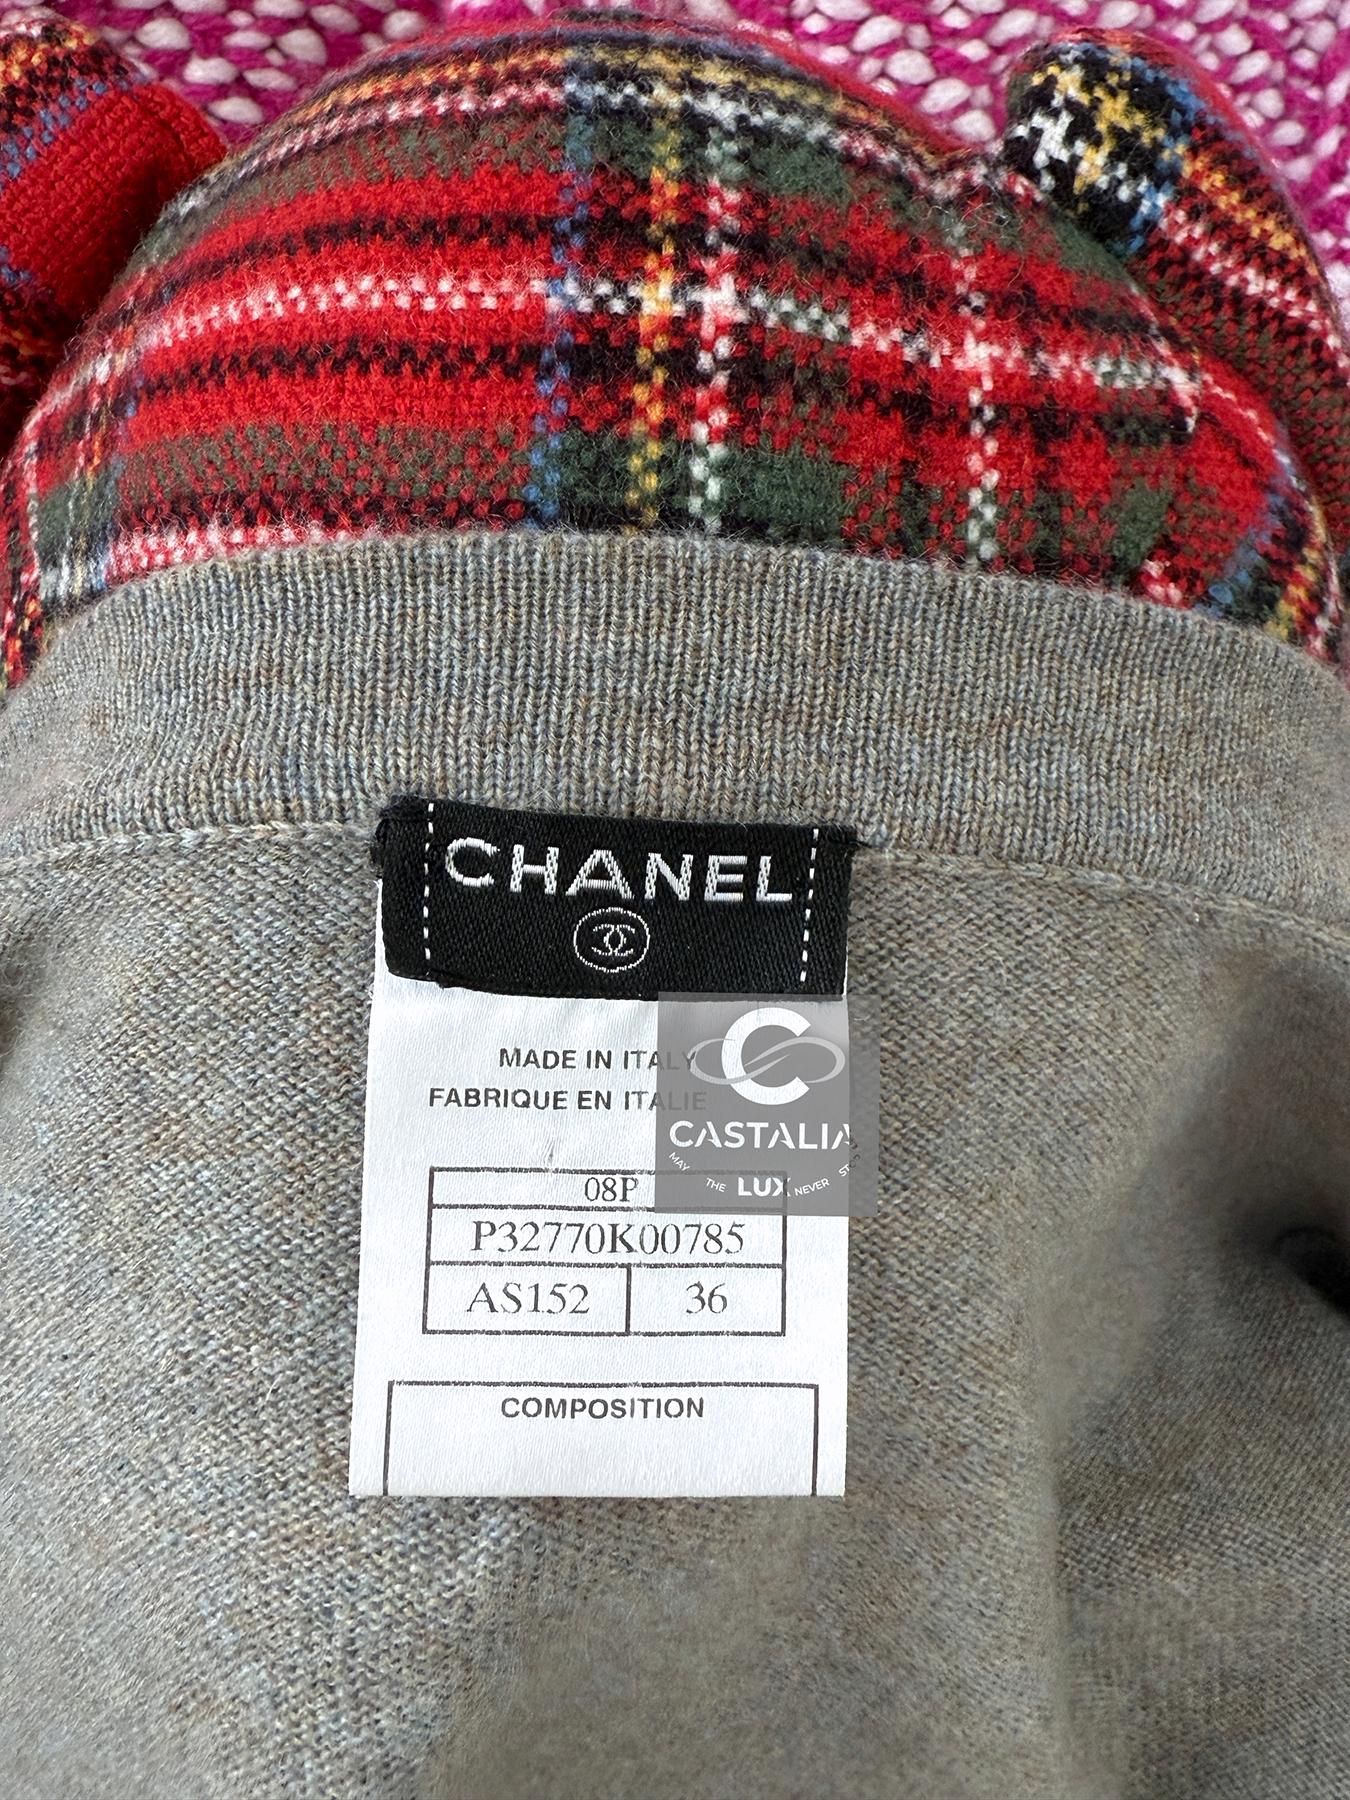 CHANEL
MADE IN ITALY
FABRIQUE EN ITALIE
C
CASTALIA
MAY THE LUX NEVER
08P
P32770K00785
AS152 36
COMPOSITION